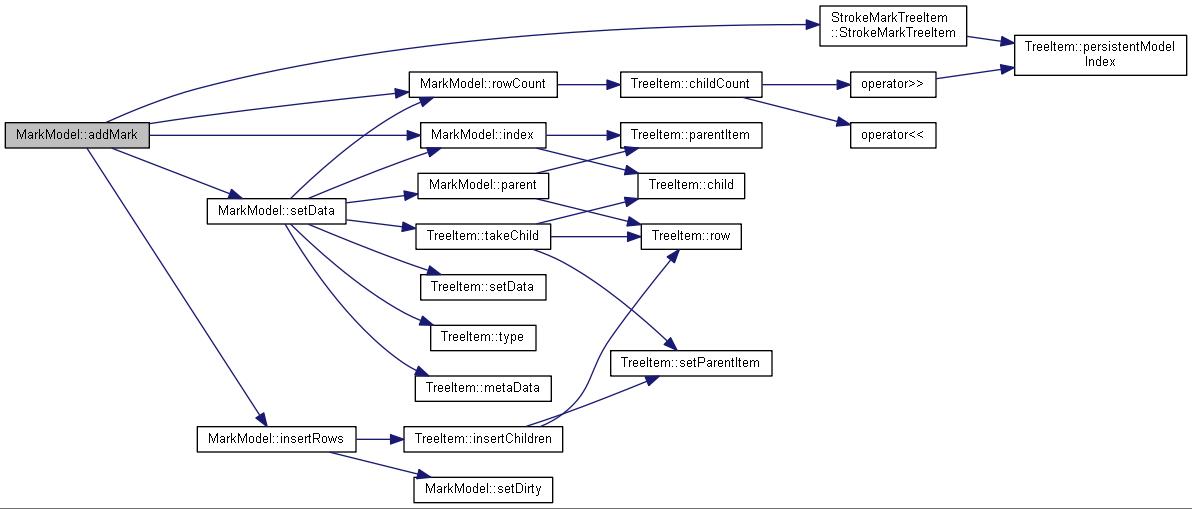 StrokeMarkTreeItem
::StrokeMarkTreeItem
TreeItem::persistentModel
Index
MarkModel::rowCount
TreeItem::childCount
operator>>
MarkModel::addMark
MarkModel::index
TreeItem::parentItem
operator<<
MarkModel::parent
TreeItem::child
MarkModel::setData
TreeItem::takeChild
TreeItem::row
TreeItem::setData
TreeItem::type
TreeItem::setParentItem
TreeItem::metaData
MarkModel::insertRows
TreeItem::insertChildren
MarkModel::setDirty